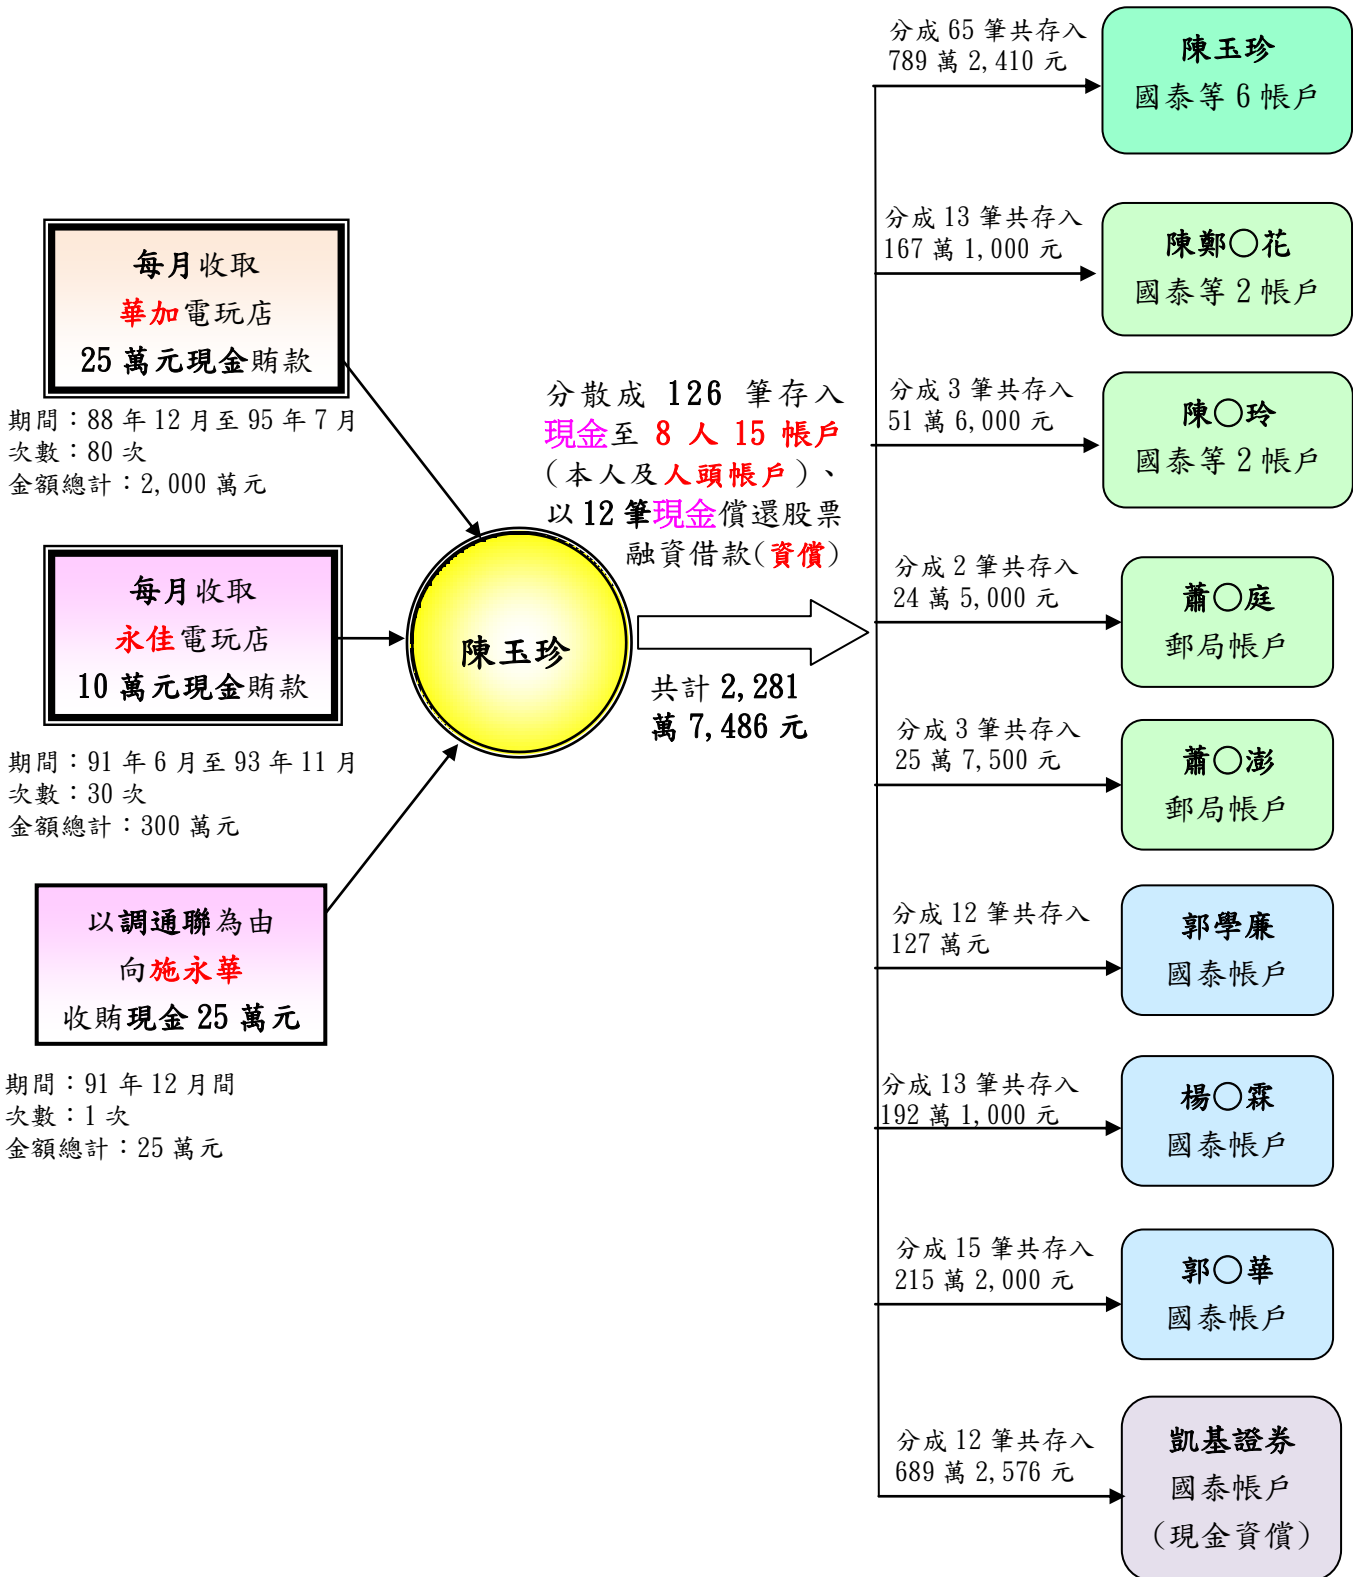 每月收取
華加電玩店
25 萬元現金賄款
期間：88 年 12 月至 95 年 7 月
次數：80 次
金額總計：2,000 萬元
每月收取
永佳電玩店
10 萬元現金賄款
期間：91 年 6 月至 93 年 11 月
次數：30 次
金額總計：300 萬元
以調通聯為由
向施永華
收賄現金 25 萬元
期間：91 年 12 月間
次數：1 次
金額總計：25 萬元
陳玉珍
分散成 126 筆存入
現金至 8 人 15 帳戶
（本人及人頭帳戶）、
以 12 筆現金償還股票
融資借款(資償)
共計 2,281
萬 7,486 元
分成 65 筆共存入
789 萬 2,410 元
陳玉珍
國泰等 6 帳戶
分成 13 筆共存入
167 萬 1,000 元
陳鄭○花
國泰等 2 帳戶
分成 3 筆共存入
51 萬 6,000 元
陳○玲
國泰等 2 帳戶
分成 2 筆共存入
24 萬 5,000 元
蕭○庭
郵局帳戶
分成 3 筆共存入
25 萬 7,500 元
蕭○澎
郵局帳戶
分成 12 筆共存入
127 萬元
郭學廉
國泰帳戶
分成 13 筆共存入
192 萬 1,000 元
楊○霖
國泰帳戶
分成 15 筆共存入
215 萬 2,000 元
郭○華
國泰帳戶
分成 12 筆共存入
689 萬 2,576 元
凱基證券
國泰帳戶
（現金資償）